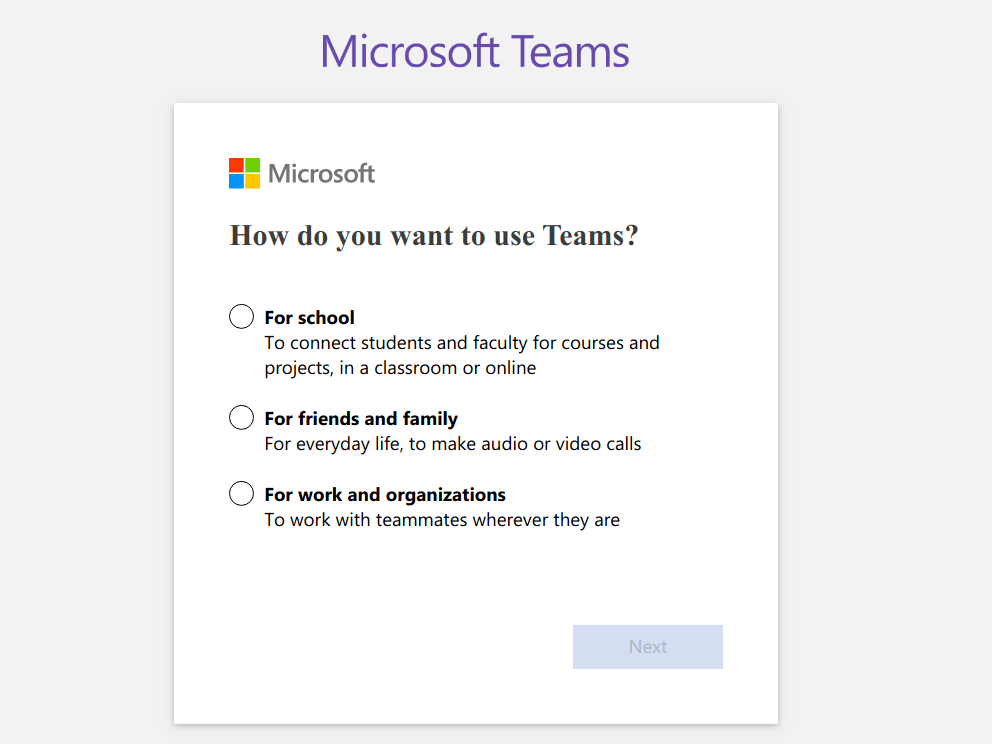 Microsoft Teams
Microsoft
How do you want to use Teams?
For school
To connect students and faculty for courses and
projects, in a classroom or online
For friends and family
For everyday life, to make audio or video calls
For work and organizations
To work with teammates wherever they are
Next